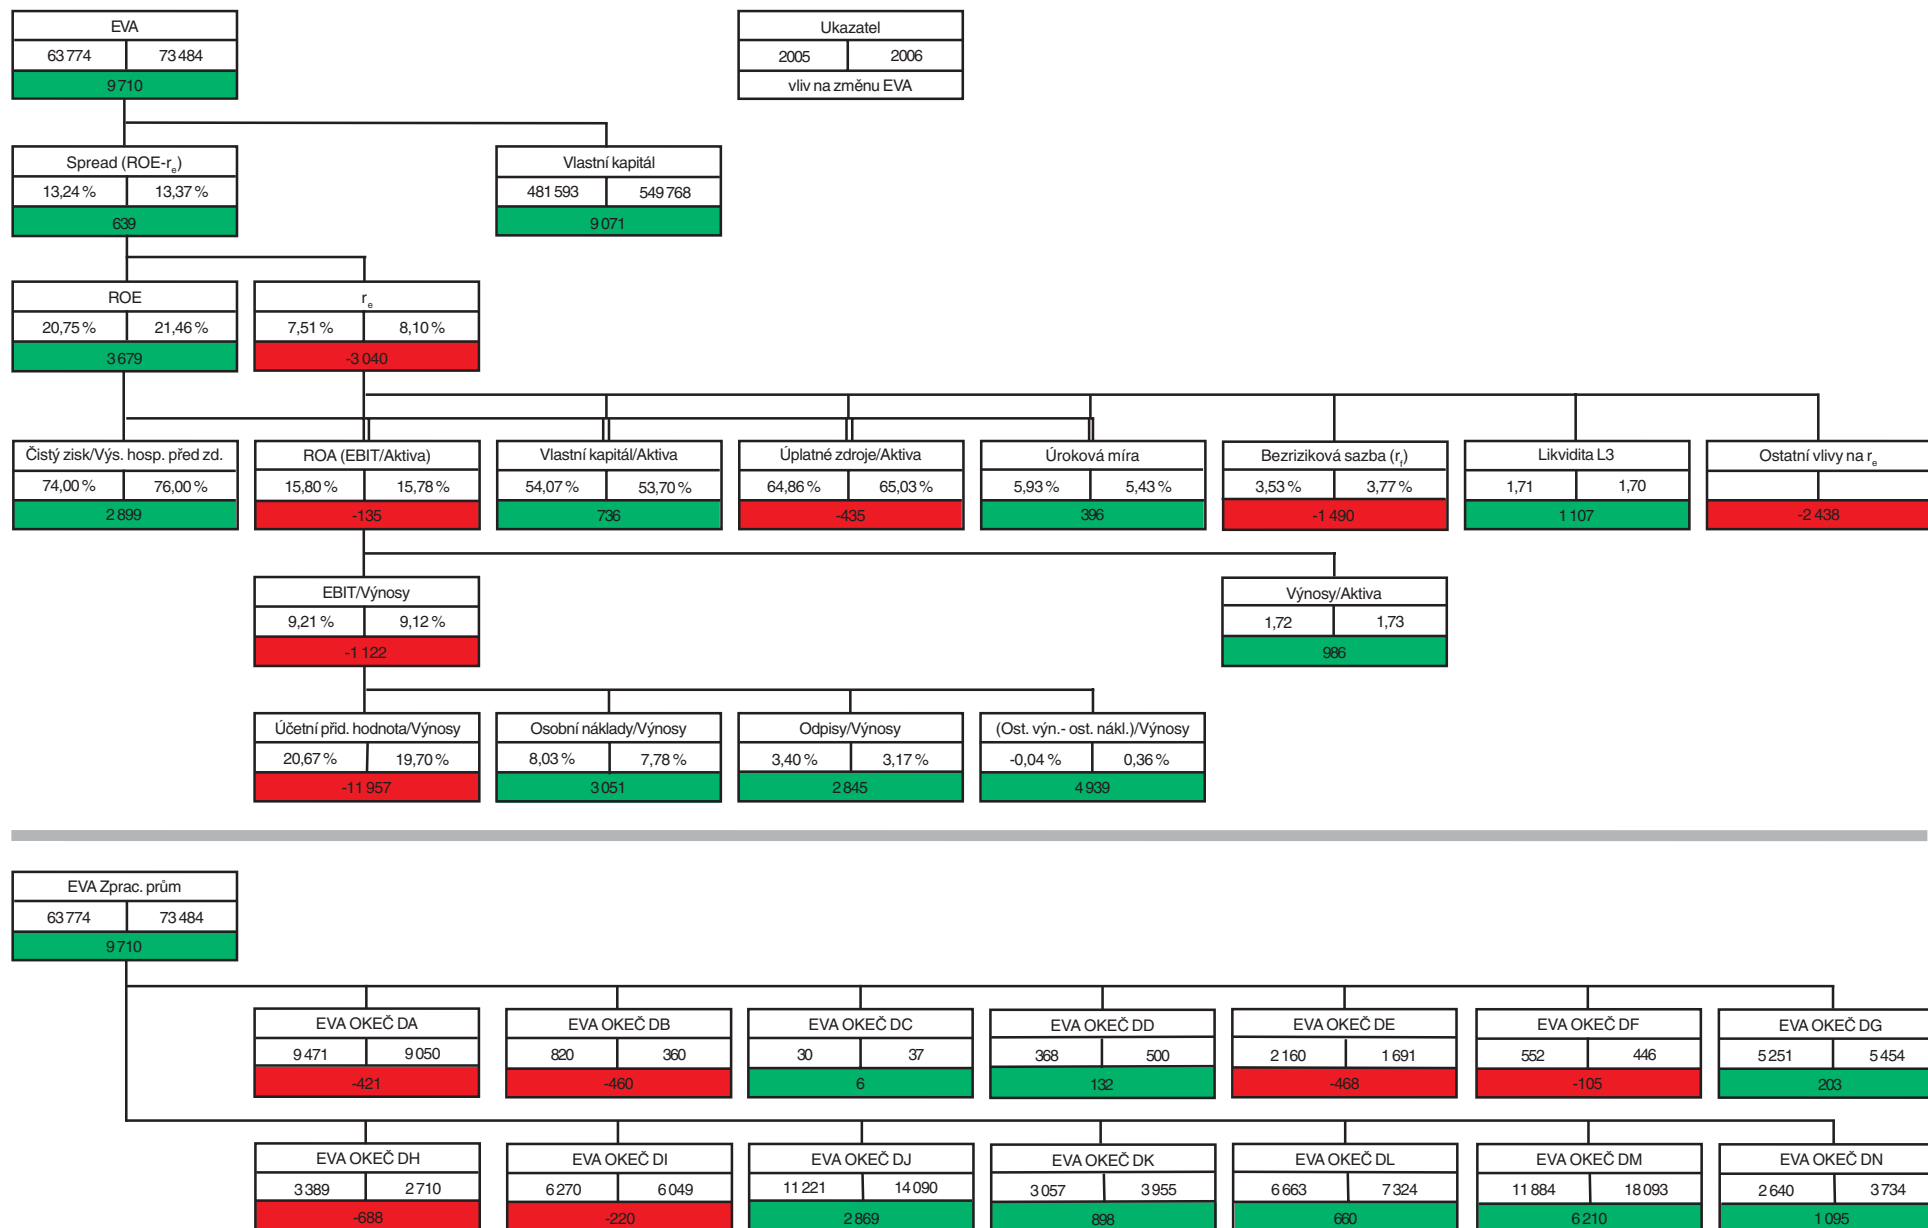 EVA
63 774 73 484
9 710
Ukazatel
2005 2006
vliv na změnu EVA
Spread (ROE-re)
13,24 % 13,37 %
639
Vlastní kapitál
481 593 549 768
9 071
ROE
20,75 % 21,46 %
3 679
re
7,51 % 8,10 %
-3 040
Čistý zisk/Výs. hosp. před zd.
74,00 % 76,00 %
2 899
ROA (EBIT/Aktiva)
15,80 % 15,78 %
-135
Vlastní kapitál/Aktiva
54,07 % 53,70 %
736
Úplatné zdroje/Aktiva
64,86 % 65,03 %
-435
Úroková míra
5,93 % 5,43 %
396
Bezriziková sazba (rf)
3,53 % 3,77 %
-1 490
Likvidita L3
1,71 1,70
1 107
Ostatní vlivy na re
-2 438
EBIT/Výnosy
9,21 % 9,12 %
-1 122
Výnosy/Aktiva
1,72 1,73
986
Účetní přid. hodnota/Výnosy
20,67 % 19,70 %
-11 957
Osobní náklady/Výnosy
8,03 % 7,78 %
3 051
Odpisy/Výnosy
3,40 % 3,17 %
2 845
(Ost. výn.- ost. nákl.)/Výnosy
-0,04 % 0,36 %
4 939
EVA Zprac. prům
63 774 73 484
9 710
EVA OKEČ DA
9 471 9 050
-421
EVA OKEČ DB
820 360
-460
EVA OKEČ DC
30 37
6
EVA OKEČ DD
368 500
132
EVA OKEČ DE
2 160 1 691
-468
EVA OKEČ DF
552 446
-105
EVA OKEČ DG
5 251 5 454
203
EVA OKEČ DH
3 389 2 710
-688
EVA OKEČ DI
6 270 6 049
-220
EVA OKEČ DJ
11 221 14 090
2 869
EVA OKEČ DK
3 057 3 955
898
EVA OKEČ DL
6 663 7 324
660
EVA OKEČ DM
11 884 18 093
6 210
EVA OKEČ DN
2 640 3 734
1 095